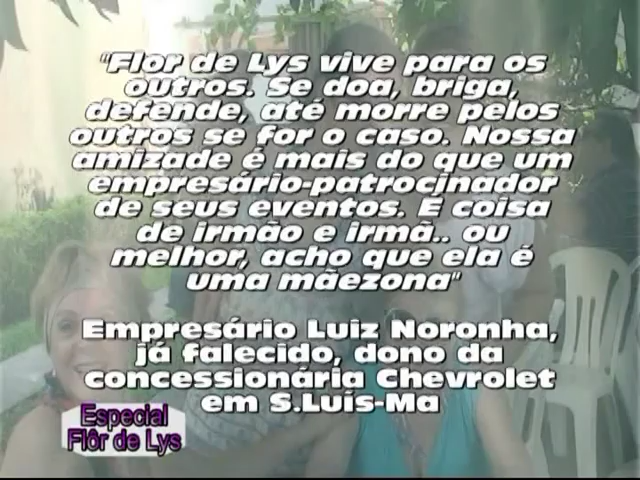 "Flor de Lys vive para os
outros. Se doa, briga,
defende, até morre pelos
outros se for o caso. Nossa
amizade é mais do que um
empresário-patrocinador
de seus eventos. É coisa
de irmão e irmã.. ou
melhor, acho que ela é
uma mãezona"
Empresário Luiz Noronha,
já falecido, dono da
concessionária Chevrolet
em S.Luís-Ma
Especial
Flôr de Lys